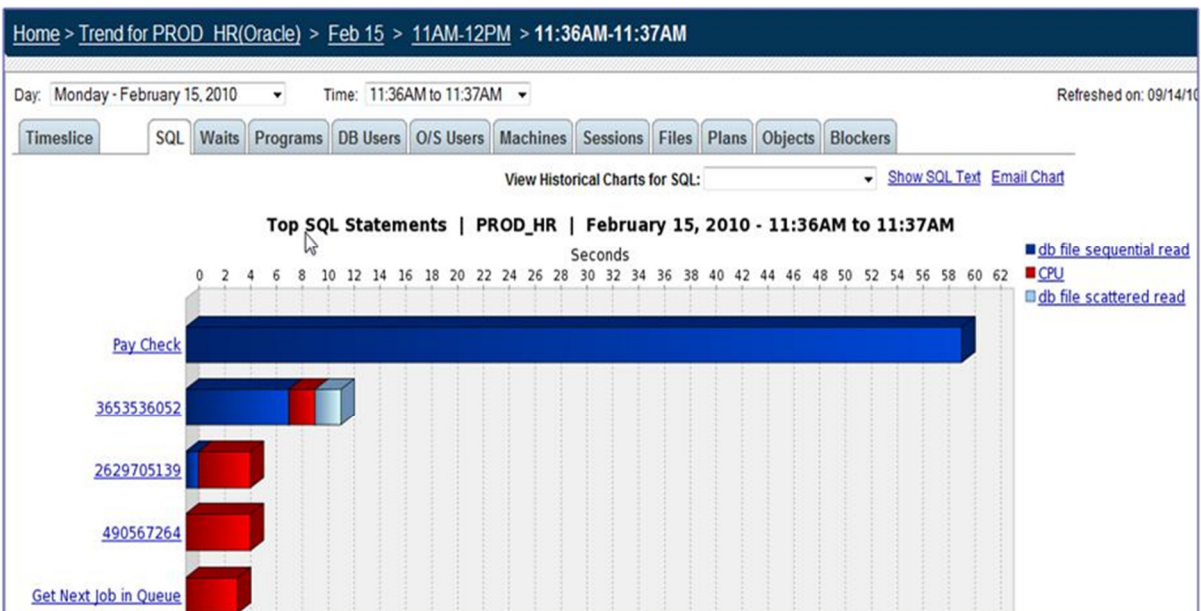 Home > Trend for PROD_HR(Oracle) > Feb 15 > 11AM-12PM > 11:36AM-11:37AM
Day: Monday - February 15, 2010 Time: 11:36AM to 11:37AM Refreshed on: 09/14/10
Timeslice SQL Waits Programs DB Users O/S Users Machines Sessions Files Plans Objects Blockers
View Historical Charts for SQL: Show SQL Text Email Chart
Top SQL Statements | PROD_HR | February 15, 2010 - 11:36AM to 11:37AM
Seconds
0 2 4 6 8 10 12 14 16 18 20 22 24 26 28 30 32 34 36 38 40 42 44 46 48 50 52 54 56 58 60 62
db file sequential read
CPU
db file scattered read
Pay Check
3653536052
2629705139
490567264
Get Next Job in Queue